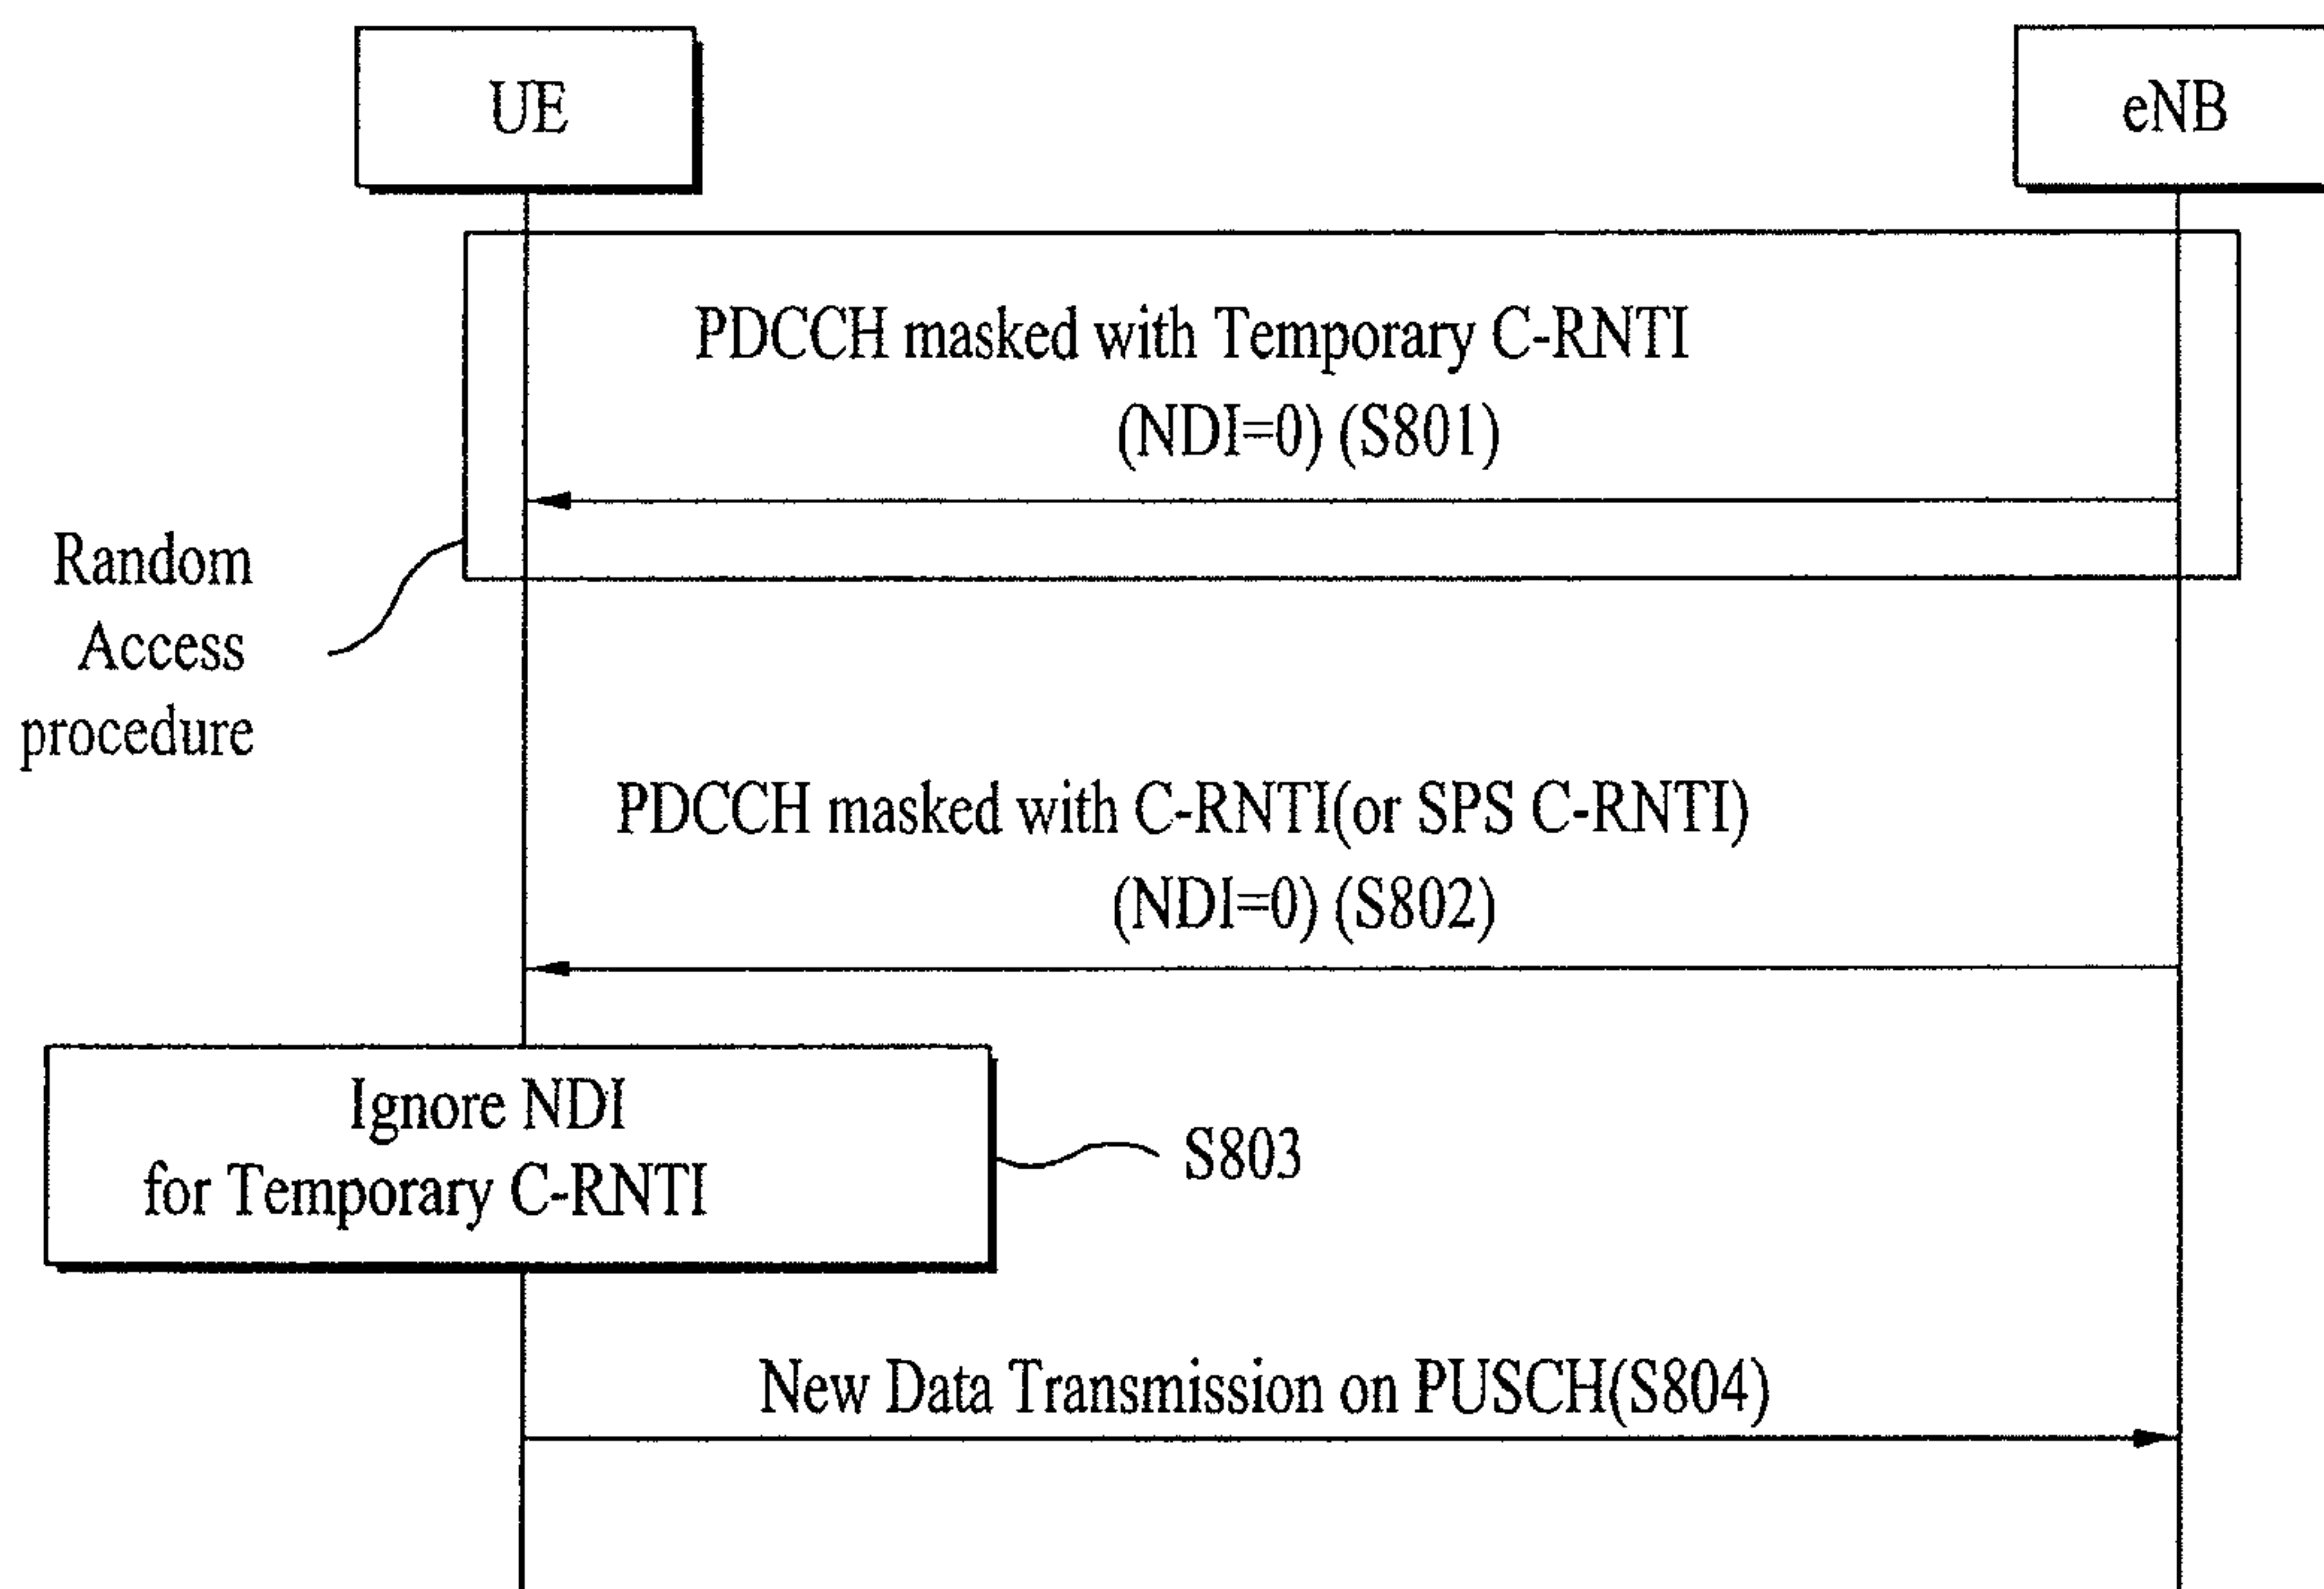 UE
eNB
PDCCH masked with Temporary C-RNTI
(NDI=0) (S801)
Random
Access
procedure
PDCCH masked with C-RNTI(or SPS C-RNTI)
(NDI=0) (S802)
Ignore NDI
for Temporary C-RNTI
S803
New Data Transmission on PUSCH(S804)